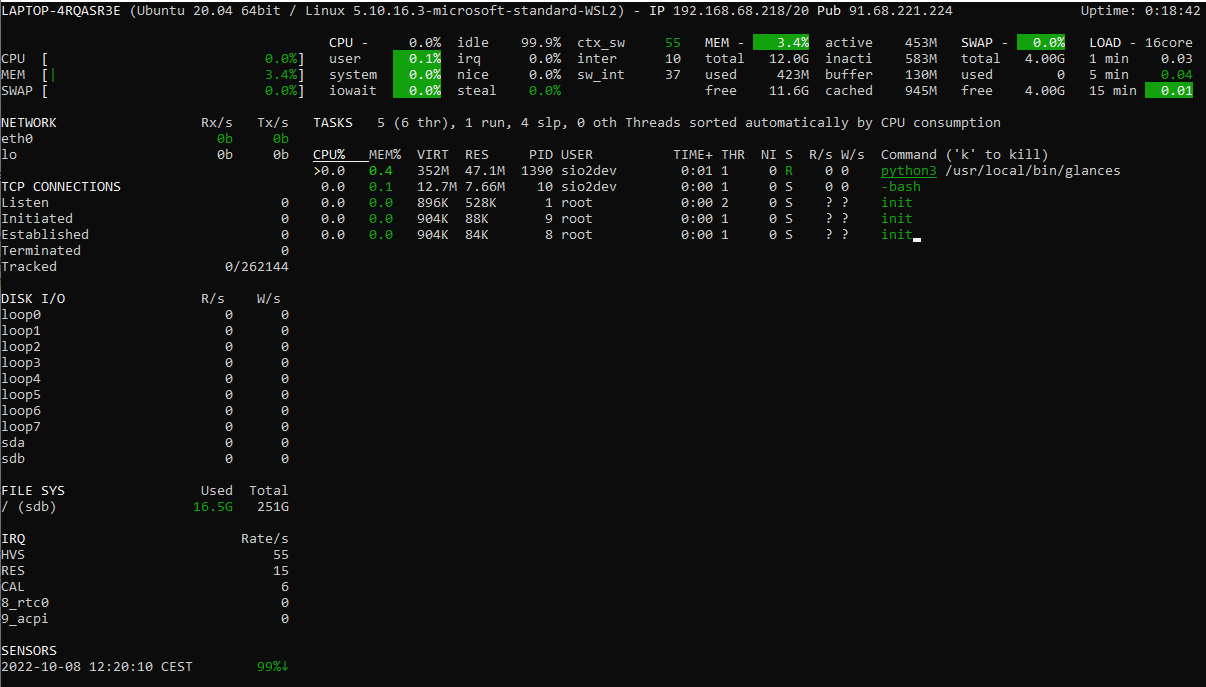 LAPTOP-4RQASR3E (Ubuntu 20.04 64bit / Linux 5.10.16.3-microsoft-standard-WSL2) - IP 192.168.68.218/20 Pub 91.68.221.224 Uptime: 0:18:42
CPU - 0.0% idle 99.9% ctx_sw 55 MEM - 3.4% active 453M SWAP - 0.0% LOAD - 16core
CPU [ 0.0%] user 0.1% irq 0.0% inter 10 total 12.0G inacti 583M total 4.00G 1 min 0.03
MEM [| 3.4%] system 0.0% nice 0.0% sw_int 37 used 423M buffer 130M used 0 5 min 0.04
SWAP [ 0.0%] iowait 0.0% steal 0.0% free 11.6G cached 945M free 4.00G 15 min 0.01
NETWORK Rx/s Tx/s TASKS 5 (6 thr), 1 run, 4 slp, 0 oth Threads sorted automatically by CPU consumption
eth0 0b 0b
lo 0b 0b CPU% MEM% VIRT RES PID USER TIME+ THR NI S R/s W/s Command ('k' to kill)
>0.0 0.4 352M 47.1M 1390 sio2dev 0:01 1 0 R 0 0 python3 /usr/local/bin/glances
TCP CONNECTIONS 0.0 0.1 12.7M 7.66M 10 sio2dev 0:00 1 0 S 0 0 -bash
Listen 0 0.0 0.0 896K 528K 1 root 0:00 2 0 S ? ? init
Initiated 0 0.0 0.0 904K 88K 9 root 0:00 1 0 S ? ? init
Established 0 0.0 0.0 904K 84K 8 root 0:00 1 0 S ? ? init
Terminated 0
Tracked 0/262144
DISK I/O R/s W/s
loop0 0 0
loop1 0 0
loop2 0 0
loop3 0 0
loop4 0 0
loop5 0 0
loop6 0 0
loop7 0 0
sda 0 0
sdb 0 0
FILE SYS Used Total
/ (sdb) 16.5G 251G
IRQ Rate/s
HVS 55
RES 15
CAL 6
8_rtc0 0
9_acpi 0
SENSORS
2022-10-08 12:20:10 CEST 99%↓